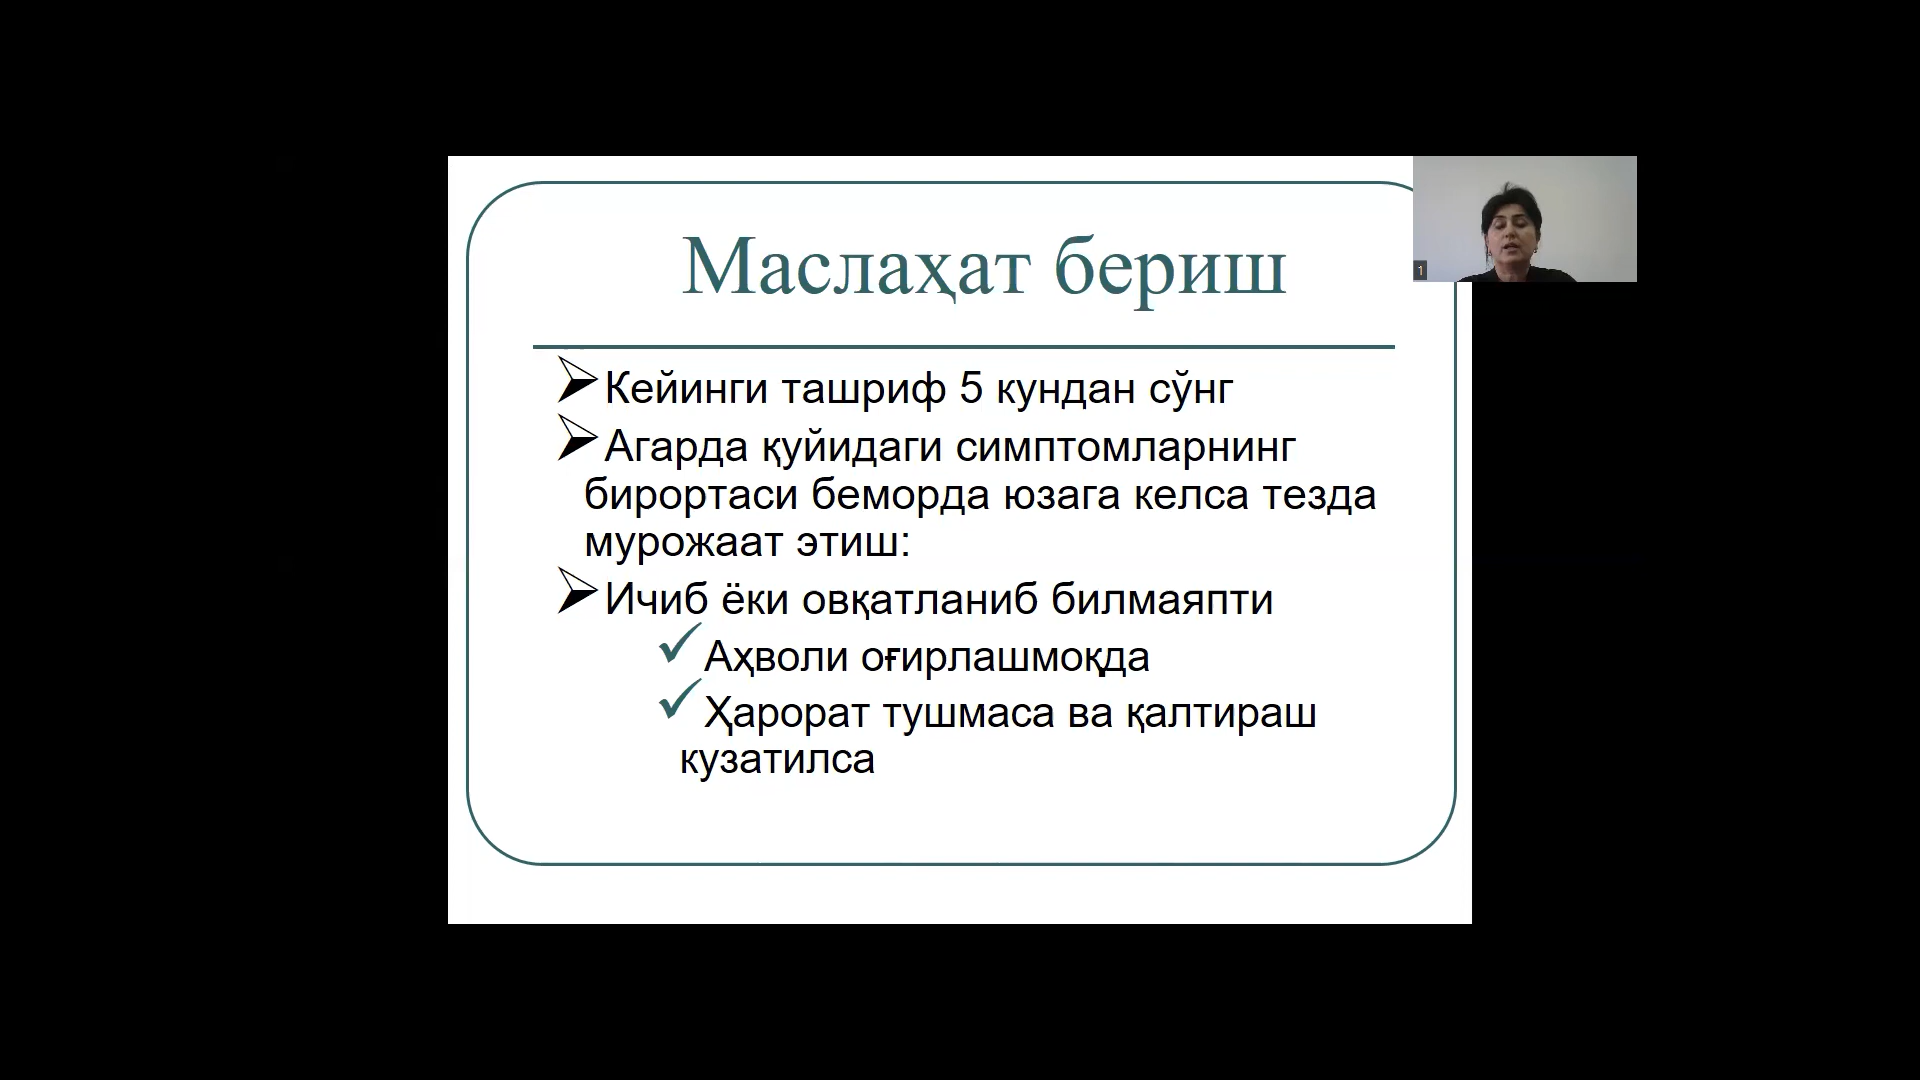 Маслаҳат бериш
1
Кейинги ташриф 5 кундан сўнг
Агарда қуйидаги симптомларнинг
бирортаси беморда юзага келса тезда
мурожаат этиш:
Ичиб ёки овқатланиб билмаяпти
Аҳволи оғирлашмоқда
Ҳарорат тушмаса ва қалтираш
кузатилса